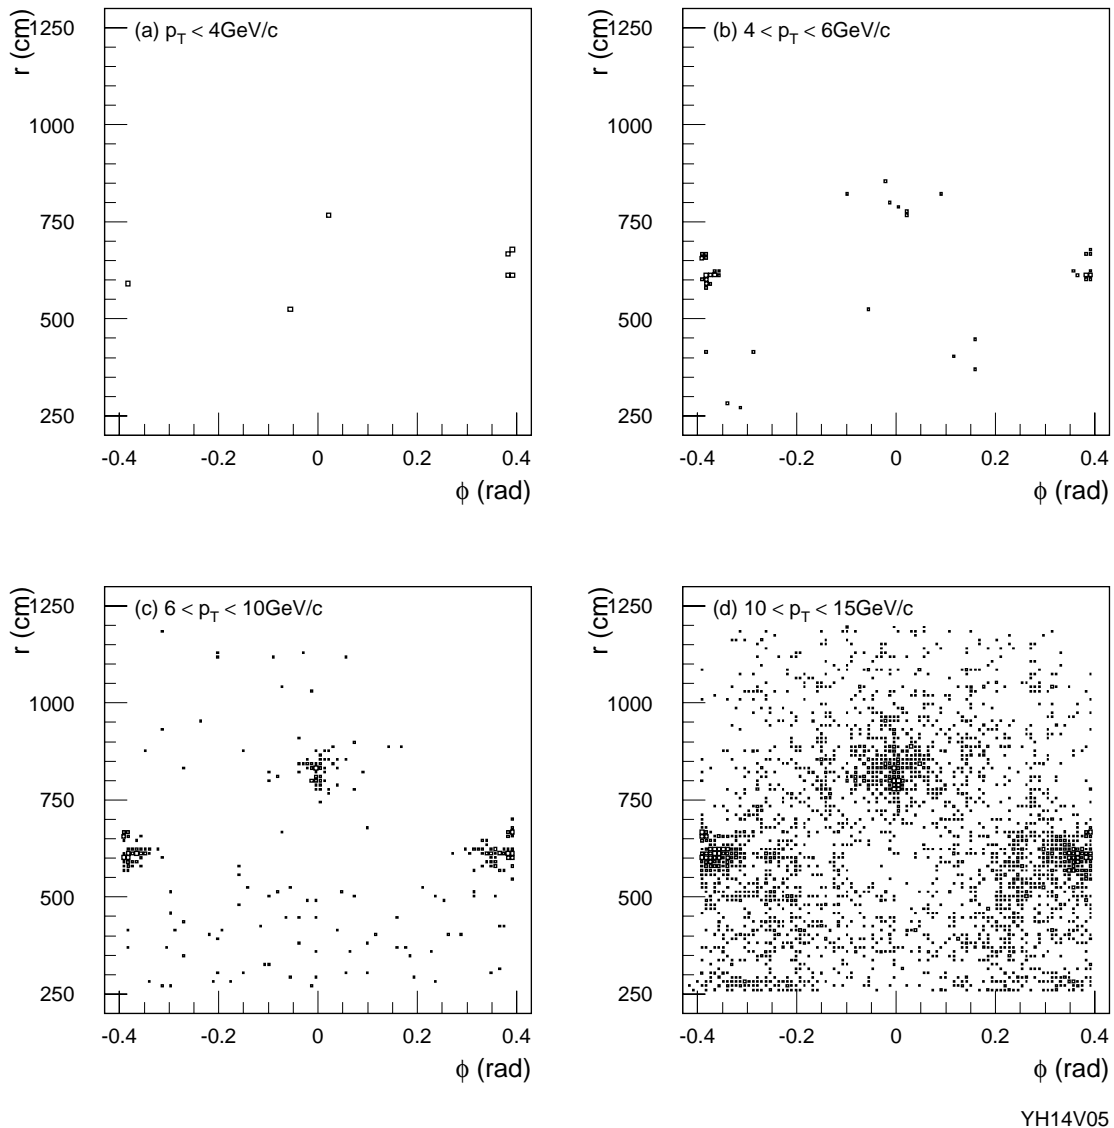 (a) p_T < 4GeV/c
r (cm)
1250
1000
750
500
250
-0.4 -0.2 0 0.2 0.4
ϕ (rad)
(b) 4 < p_T < 6GeV/c
r (cm)
1250
1000
750
500
250
-0.4 -0.2 0 0.2 0.4
ϕ (rad)
(c) 6 < p_T < 10GeV/c
r (cm)
1250
1000
750
500
250
-0.4 -0.2 0 0.2 0.4
ϕ (rad)
(d) 10 < p_T < 15GeV/c
r (cm)
1250
1000
750
500
250
-0.4 -0.2 0 0.2 0.4
ϕ (rad)
YH14V05